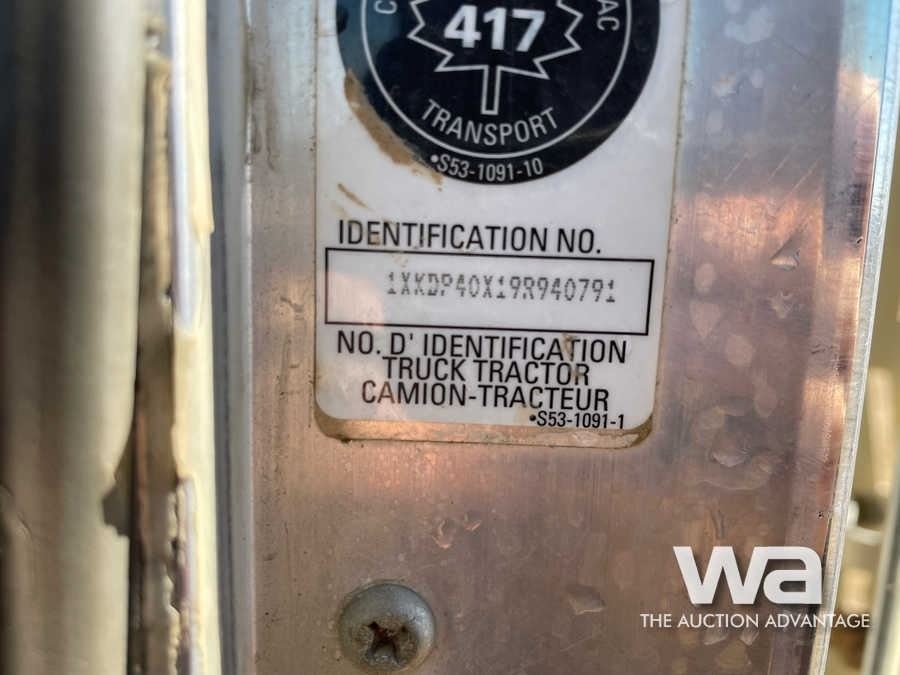 C
AC
417
TRANSPORT
•S53-1091-10
IDENTIFICATION NO.
1XKDP40X19R940791
NO. D' IDENTIFICATION
TRUCK TRACTOR
CAMION-TRACTEUR
•S53-1091-1
wa
THE AUCTION ADVANTAGE